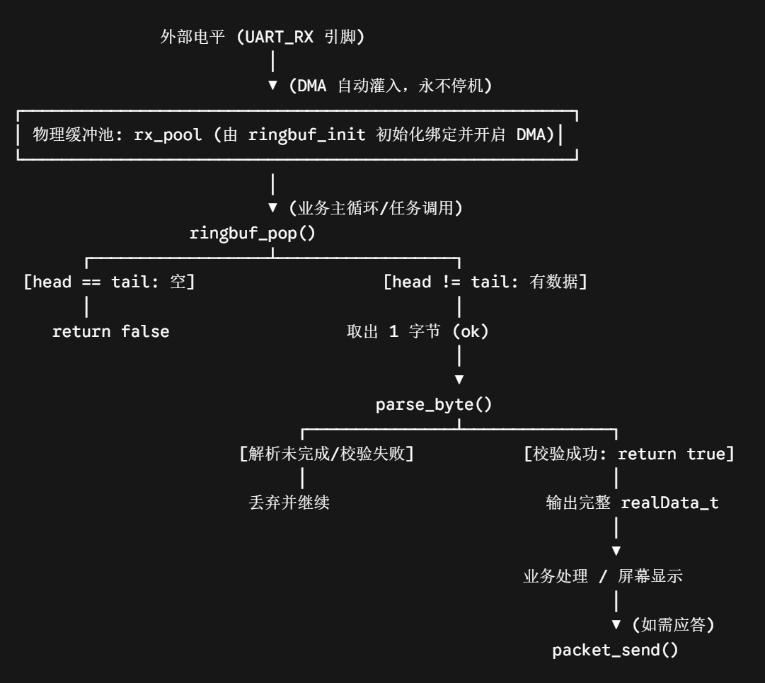 外部电平 (UART_RX 引脚)
(DMA 自动灌入，永不停机)
物理缓冲池: rx_pool (由 ringbuf_init 初始化绑定并开启 DMA)
(业务主循环/任务调用)
ringbuf_pop()
[head == tail: 空] [head != tail: 有数据]
return false 取出 1 字节 (ok)
parse_byte()
[解析未完成/校验失败] [校验成功: return true]
丢弃并继续 输出完整 realData_t
业务处理 / 屏幕显示
(如需应答)
packet_send()